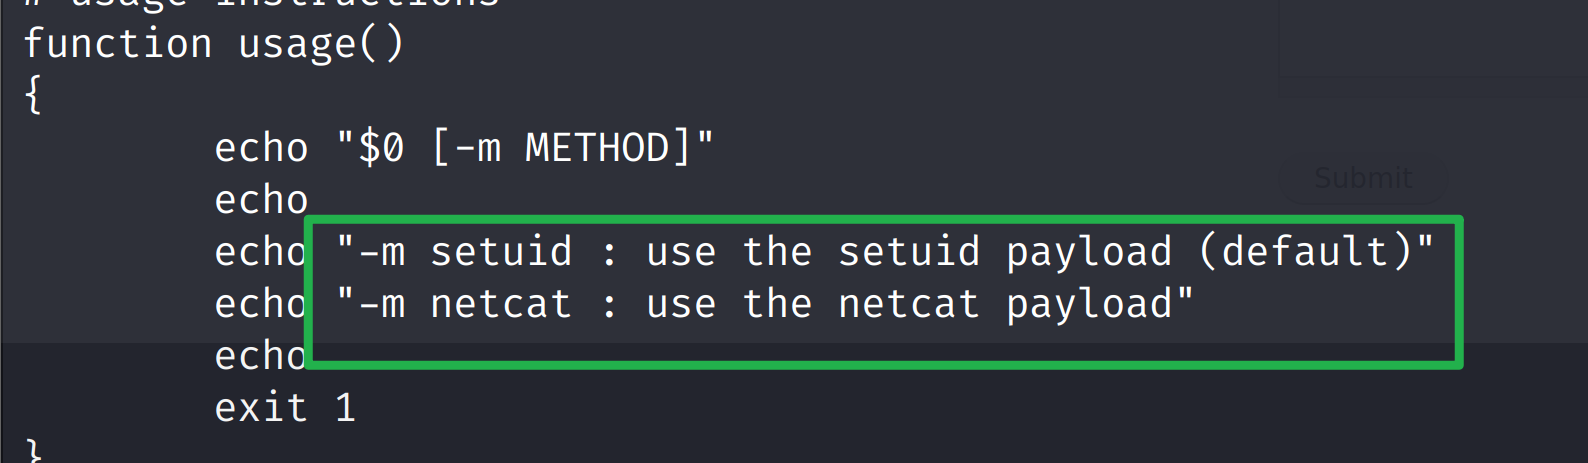 # usage instructions
function usage()
{
echo "$0 [-m METHOD]"
echo
echo "-m setuid : use the setuid payload (default)"
echo "-m netcat : use the netcat payload"
echo
exit 1
}
Submit